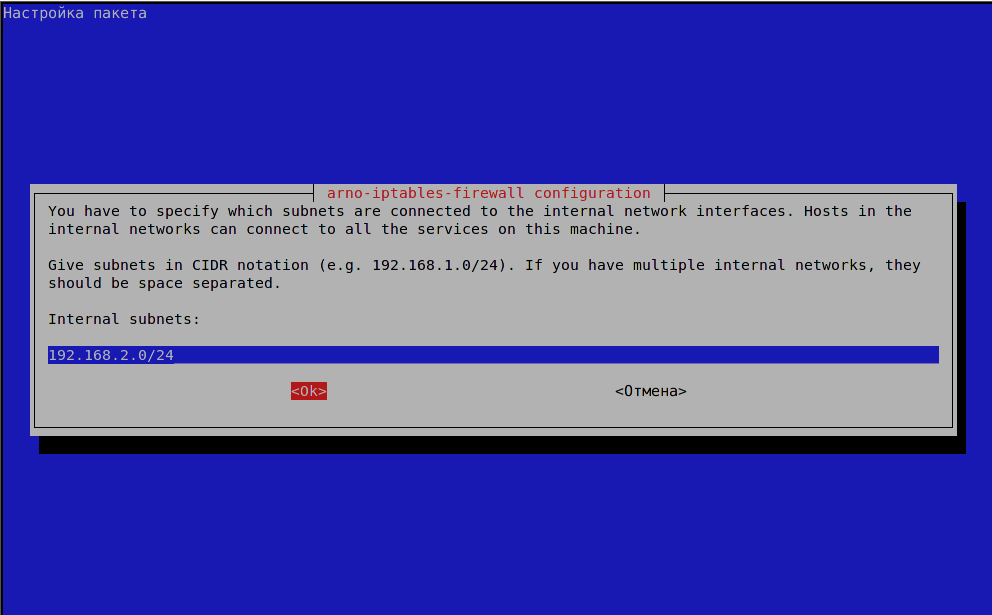 Настройка пакета
arno-iptables-firewall configuration
You have to specify which subnets are connected to the internal network interfaces. Hosts in the
internal networks can connect to all the services on this machine.
Give subnets in CIDR notation (e.g. 192.168.1.0/24). If you have multiple internal networks, they
should be space separated.
Internal subnets:
192.168.2.0/24
<Ok> <Отмена>